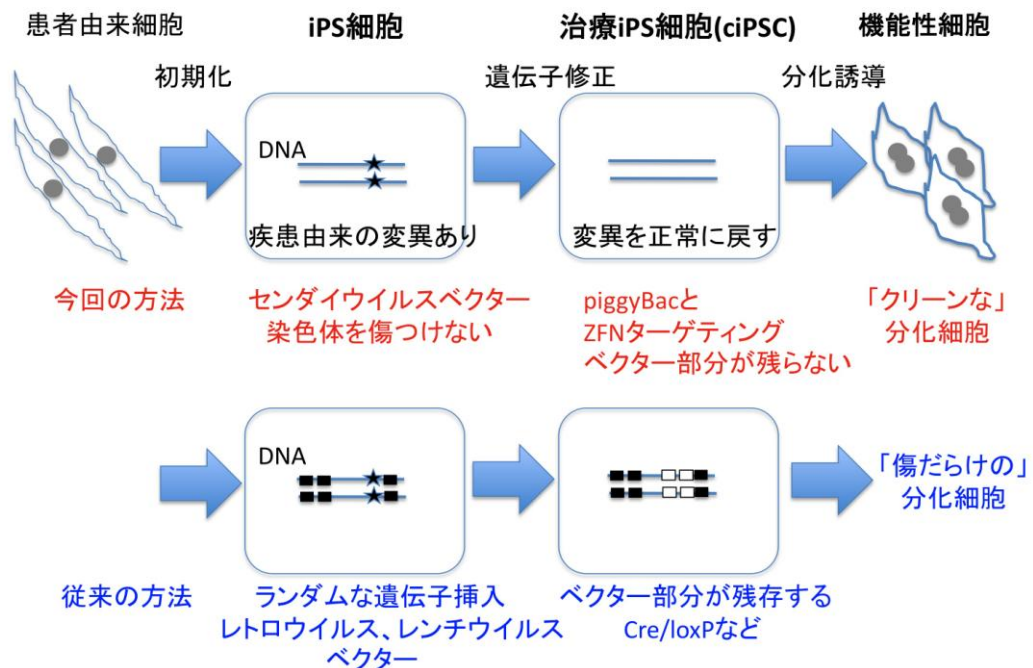 患者由来細胞
iPS細胞
治療iPS細胞(ciPSC)
機能性細胞
初期化
遺伝子修正
分化誘導
DNA
疾患由来の変異あり
変異を正常に戻す
今回の方法
センダイウイルスベクター
染色体を傷つけない
piggyBacと
ZFNターゲティング
ベクター部分が残らない
「クリーンな」
分化細胞
DNA
「傷だらけの」
分化細胞
従来の方法
ランダムな遺伝子挿入
レトロウイルス、レンチウイルス
ベクター
ベクター部分が残存する
Cre/loxPなど